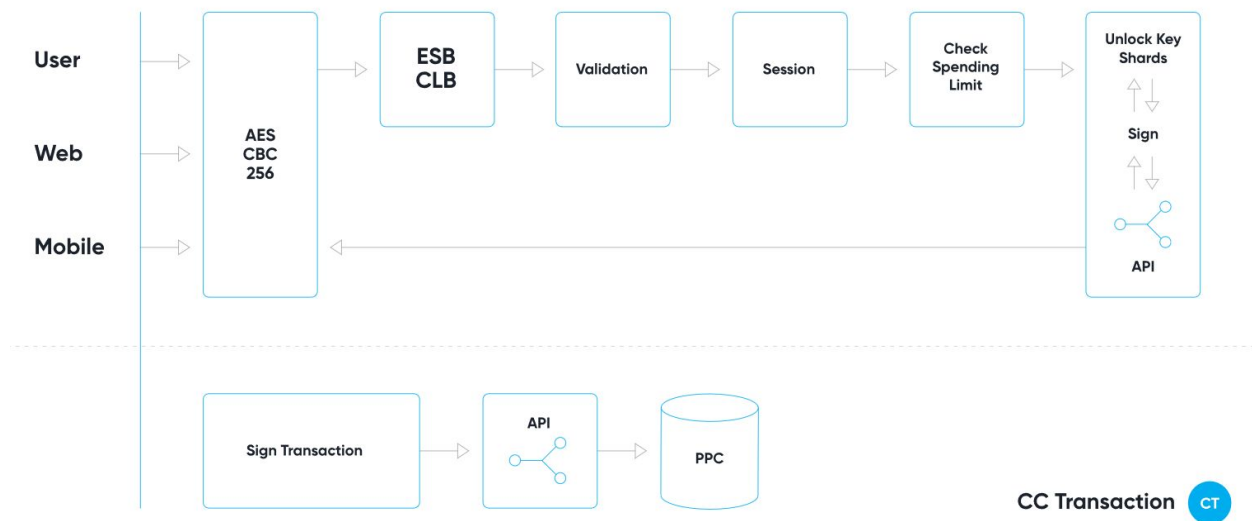 User
Web
Mobile
AES
CBC
256
ESB
CLB
Validation
Session
Check
Spending
Limit
Unlock Key
Shards
Sign
API
Sign Transaction
API
PPC
CC Transaction
CT